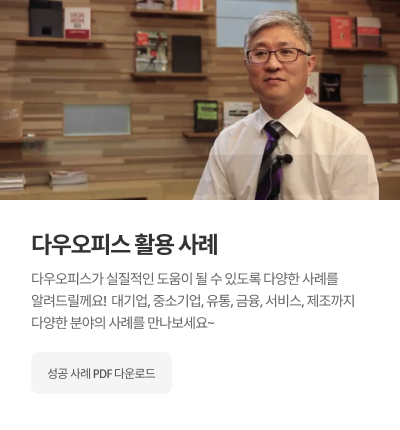 다우오피스 활용 사례
다우오피스가 실질적인 도움이 될 수 있도록 다양한 사례를
알려드릴께요! 대기업, 중소기업, 유통, 금융, 서비스, 제조까지
다양한 분야의 사례를 만나보세요~
성공 사례 PDF 다운로드